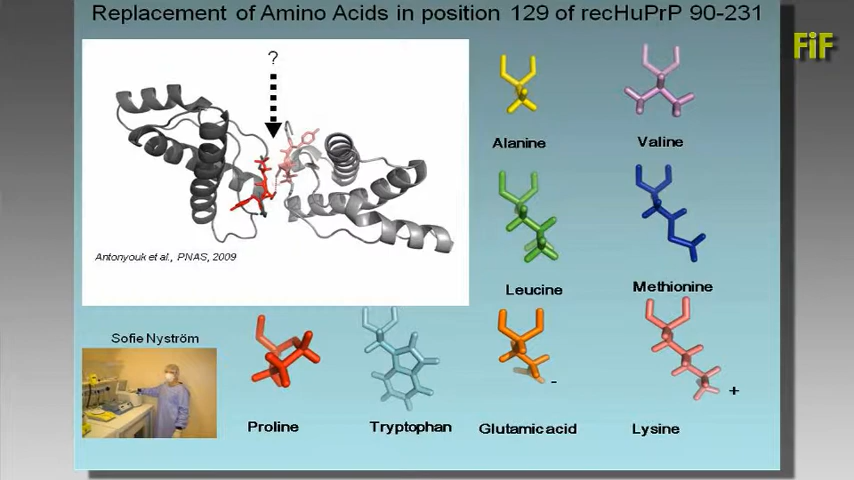 Replacement of Amino Acids in position 129 of recHuPrP 90-231
FiF
?
Alanine
Valine
Antonyouk et al., PNAS, 2009
Leucine
Methionine
Sofie Nyström
-
+
Proline
Tryptophan
Glutamic acid
Lysine